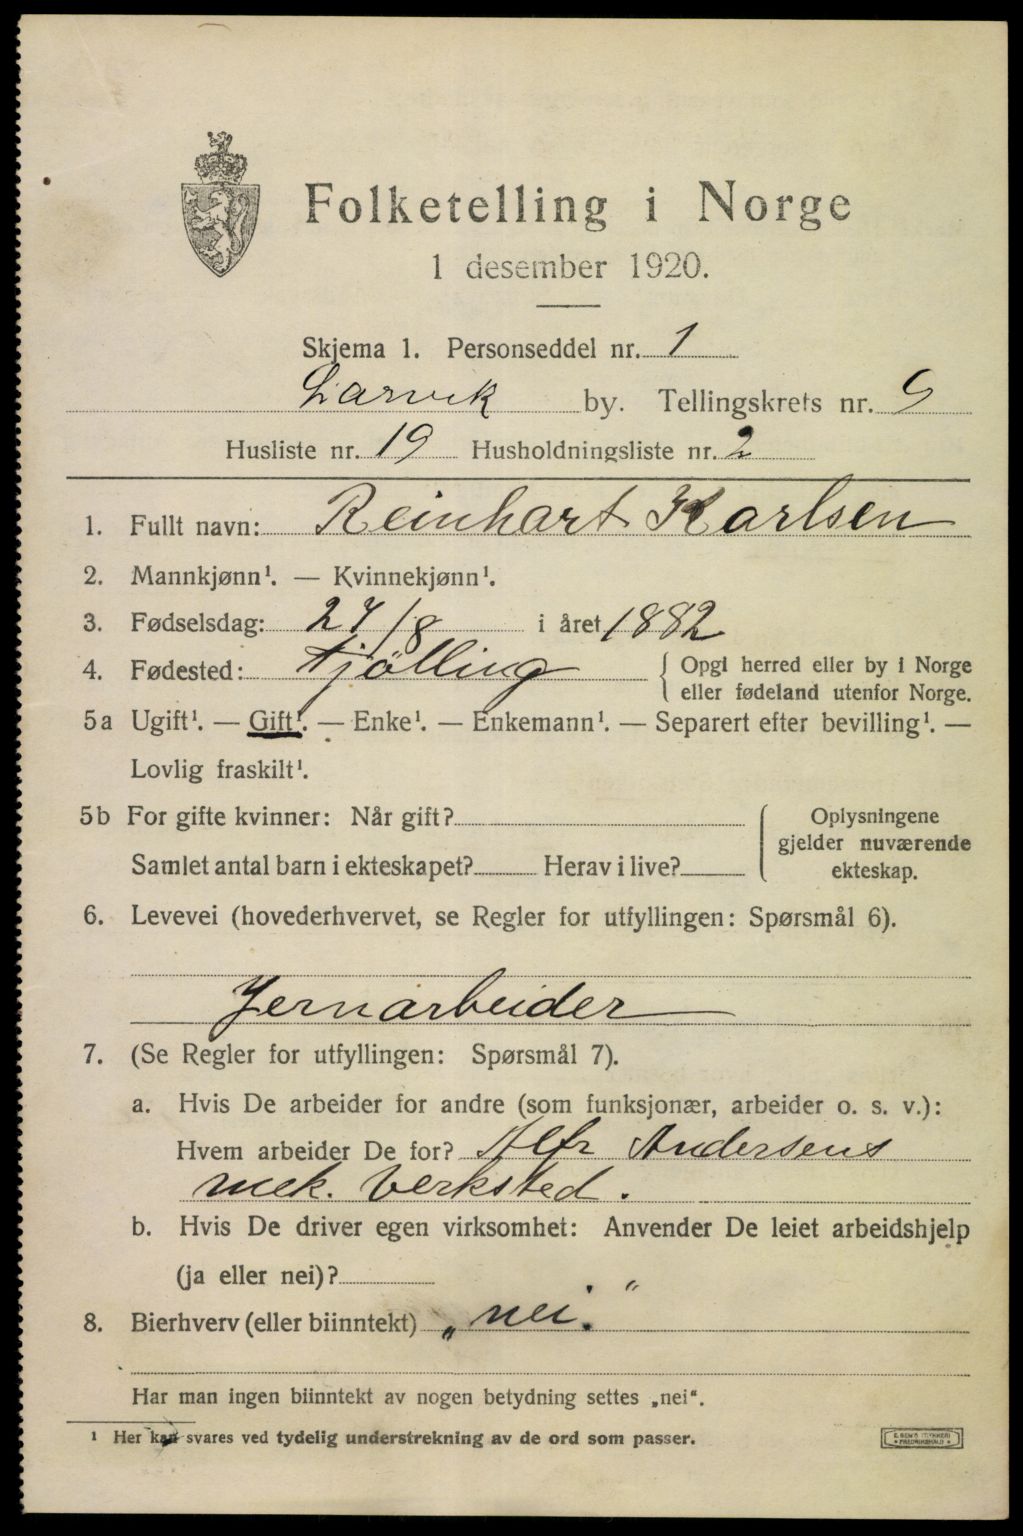 Folketelling i Norge
1 desember 1920.
Skjema 1. Personseddel nr. 1
Larvik by. Tellingskrets nr. 9
Husliste nr. 19 Husholdningsliste nr. 2
1. Fullt navn: Reinhart Karlsen
2. Mannkjønn¹. — Kvinnekjønn¹.
3. Fødselsdag: 27/8 i året 1882
4. Fødested: Tjølling { Opgi herred eller by i Norge
eller fødeland utenfor Norge.
5a Ugift¹. — Gift¹. — Enke¹. — Enkemann¹. — Separert efter bevilling¹. —
Lovlig fraskilt¹.
5b For gifte kvinner: Når gift? { Oplysningene
gjelder nuværende
Samlet antal barn i ekteskapet? Herav i live? ekteskap.
6. Levevei (hovederhvervet, se Regler for utfyllingen: Spørsmål 6).
Jernarbeider
7. (Se Regler for utfyllingen: Spørsmål 7).
a. Hvis De arbeider for andre (som funksjonær, arbeider o. s. v.):
Hvem arbeider De for? Alfr Andersens
mek. Verksted.
b. Hvis De driver egen virksomhet: Anvender De leiet arbeidshjelp
(ja eller nei)?
8. Bierhverv (eller biinntekt) „nei.“
Har man ingen biinntekt av nogen betydning settes „nei“.
¹ Her kan svares ved tydelig understrekning av de ord som passer.